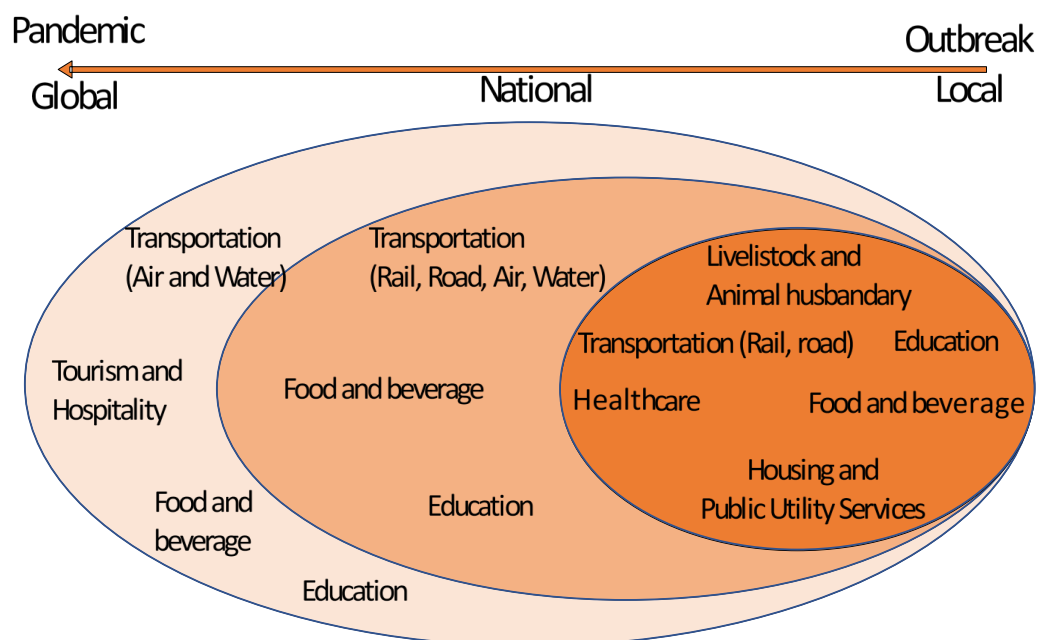 Pandemic
Outbreak
Global
National
Local
Transportation
(Air and Water)
Transportation
(Rail, Road, Air, Water)
Livelistock and
Animal husbandary
Transportation (Rail, road)
Education
Tourism and
Hospitality
Food and beverage
Healthcare
Food and beverage
Housing and
Public Utility Services
Food and
beverage
Education
Education